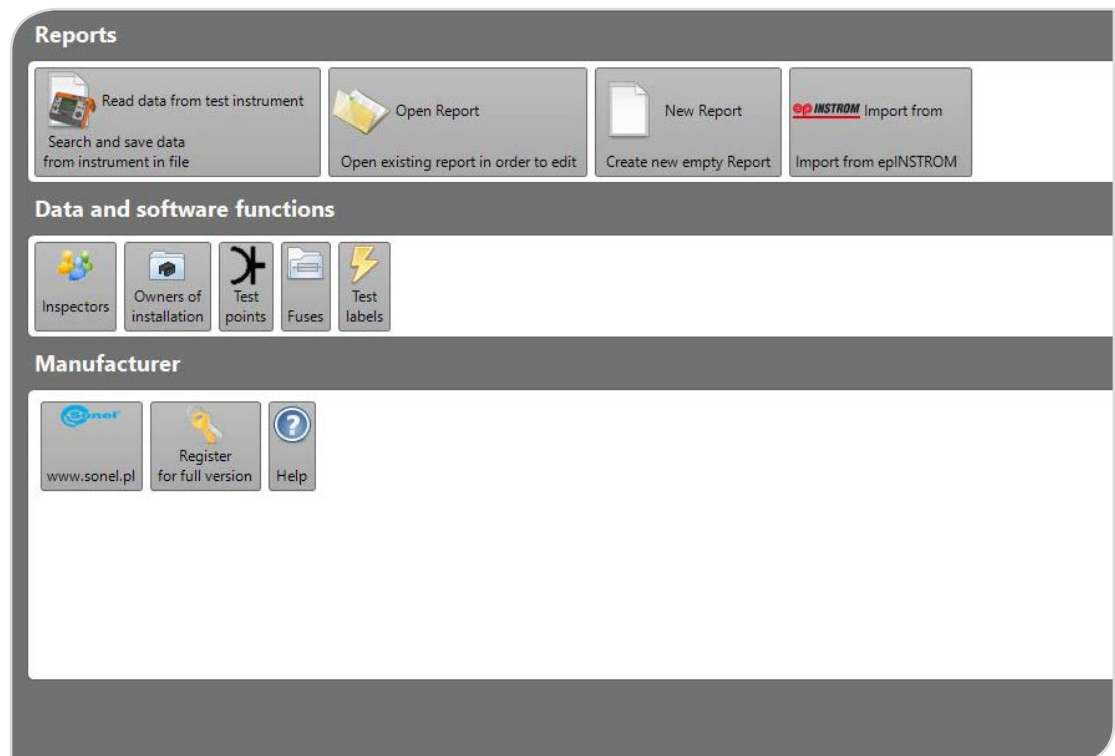 Reports
Read data from test instrument
Search and save data
from instrument in file
Open Report
Open existing report in order to edit
New Report
Create new empty Report
ep INSTROM Import from
Import from epINSTROM
Data and software functions
Inspectors
Owners of
installation
Test
points
Fuses
Test
labels
Manufacturer
Sonel
www.sonel.pl
Register
for full version
?
Help